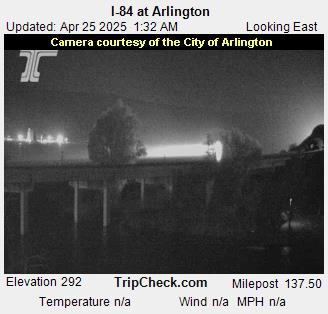 I-84 at Arlington
Updated: Apr 25 2025 1:32 AM Looking East
Camera courtesy of the City of Arlington
Elevation 292 TripCheck.com Milepost 137.50
Temperature n/a Wind n/a MPH n/a